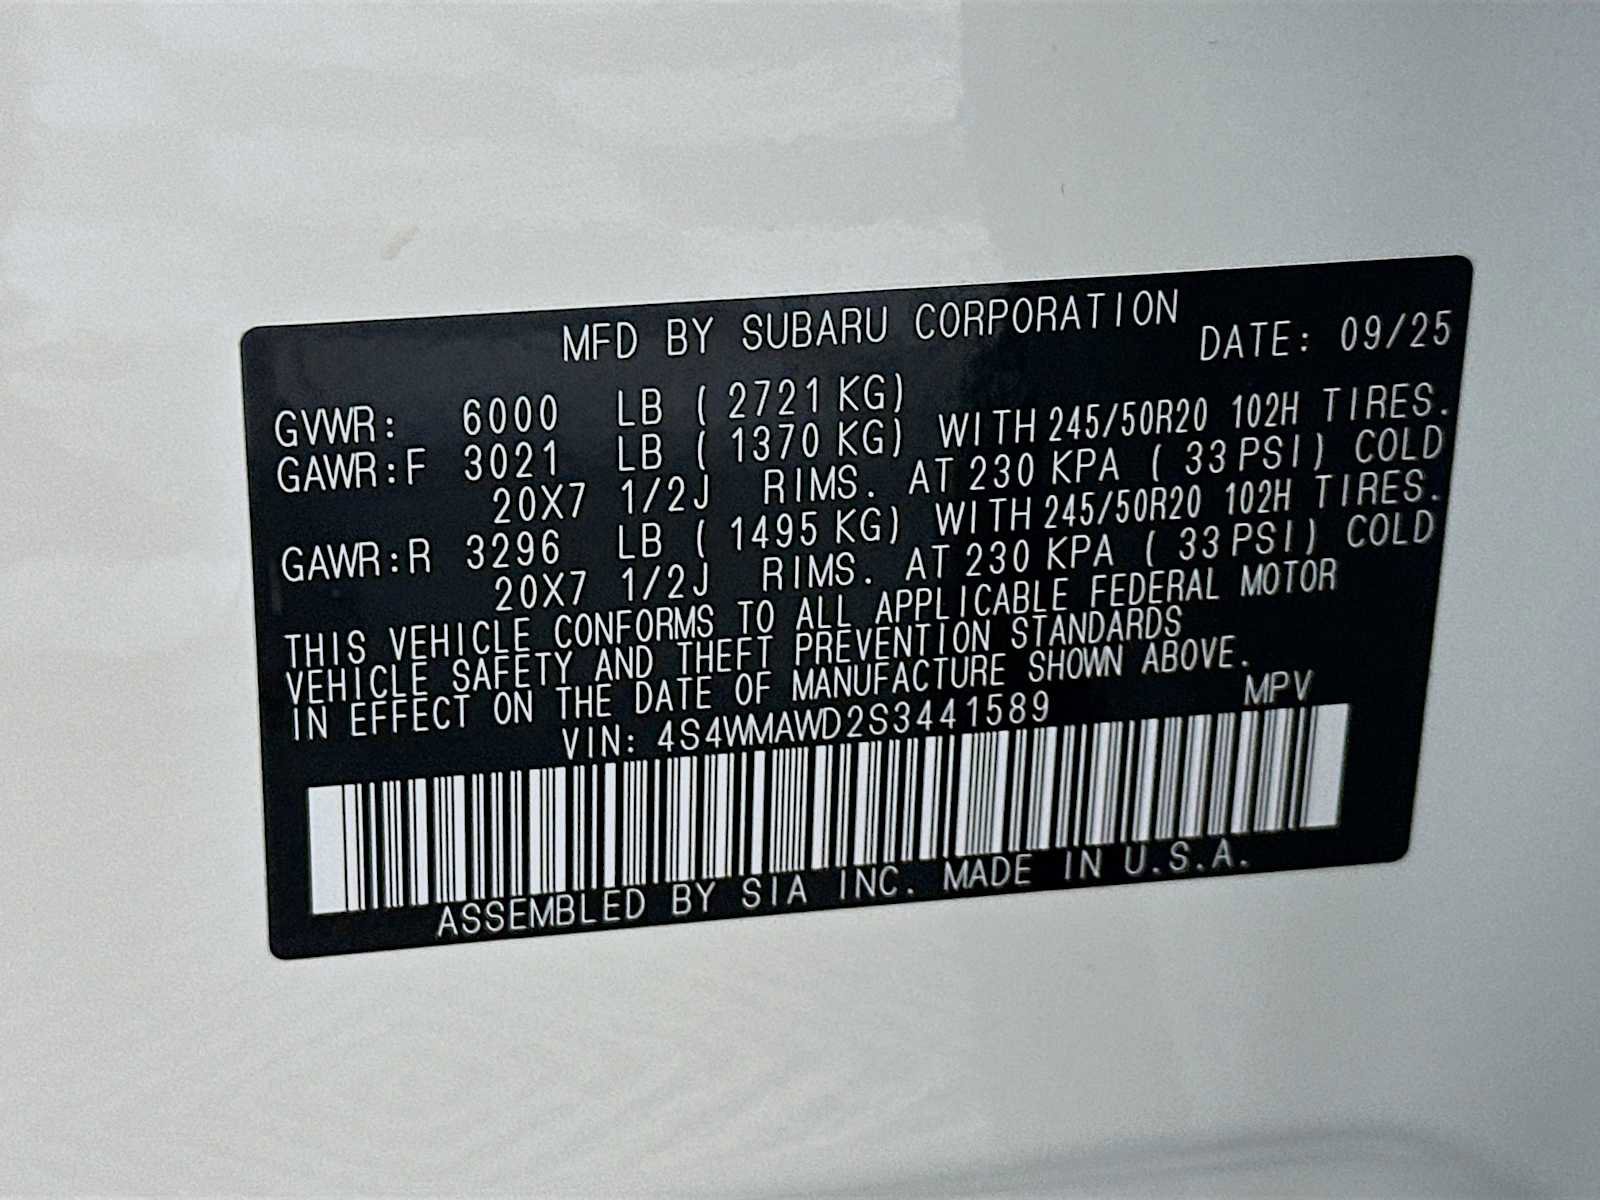 MFD BY SUBARU CORPORATION
DATE: 09/25
GVWR: 6000 LB ( 2721 KG)
GAWR:F 3021 LB ( 1370 KG) WITH 245/50R20 102H TIRES.
20X7 1/2J RIMS. AT 230 KPA ( 33 PSI) COLD
GAWR:R 3296 LB ( 1495 KG) WITH 245/50R20 102H TIRES.
20X7 1/2J RIMS. AT 230 KPA ( 33 PSI) COLD
THIS VEHICLE CONFORMS TO ALL APPLICABLE FEDERAL MOTOR
VEHICLE SAFETY AND THEFT PREVENTION STANDARDS
IN EFFECT ON THE DATE OF MANUFACTURE SHOWN ABOVE.
VIN: 4S4WMAWD2S3441589 MPV
ASSEMBLED BY SIA INC. MADE IN U.S.A.